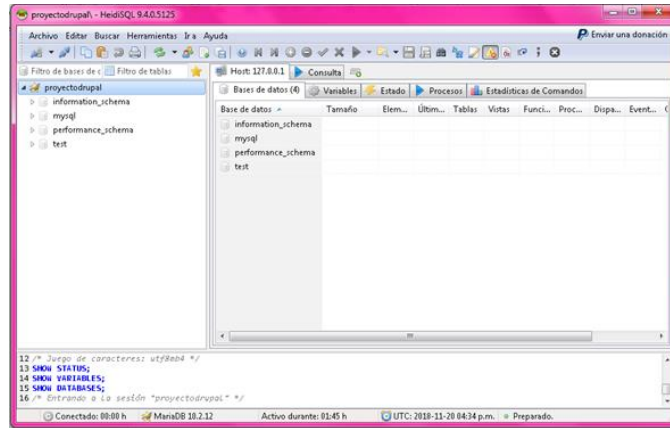 proyectodrupal\ - HeidiSQL 9.4.0.5125
Archivo Editar Buscar Herramientas Ir a Ayuda
Enviar una donación
Filtro de bases de c Filtro de tablas
Host: 127.0.0.1 Consulta
proyectodrupal
information_schema
mysql
performance_schema
test
Bases de datos (4) Variables Estado Procesos Estadísticas de Comandos
Base de datos Tamaño Elem... Últim... Tablas Vistas Funci... Proc... Dispa... Event...
information_schema
mysql
performance_schema
test
12 /* Juego de caracteres: utf8mb4 */
13 SHOW STATUS;
14 SHOW VARIABLES;
15 SHOW DATABASES;
16 /* Entrando a la sesión "proyectodrupal" */
Conectado: 00:00 h MariaDB 10.2.12 Activo durante: 01:45 h UTC: 2018-11-20 04:34 p.m. Preparado.